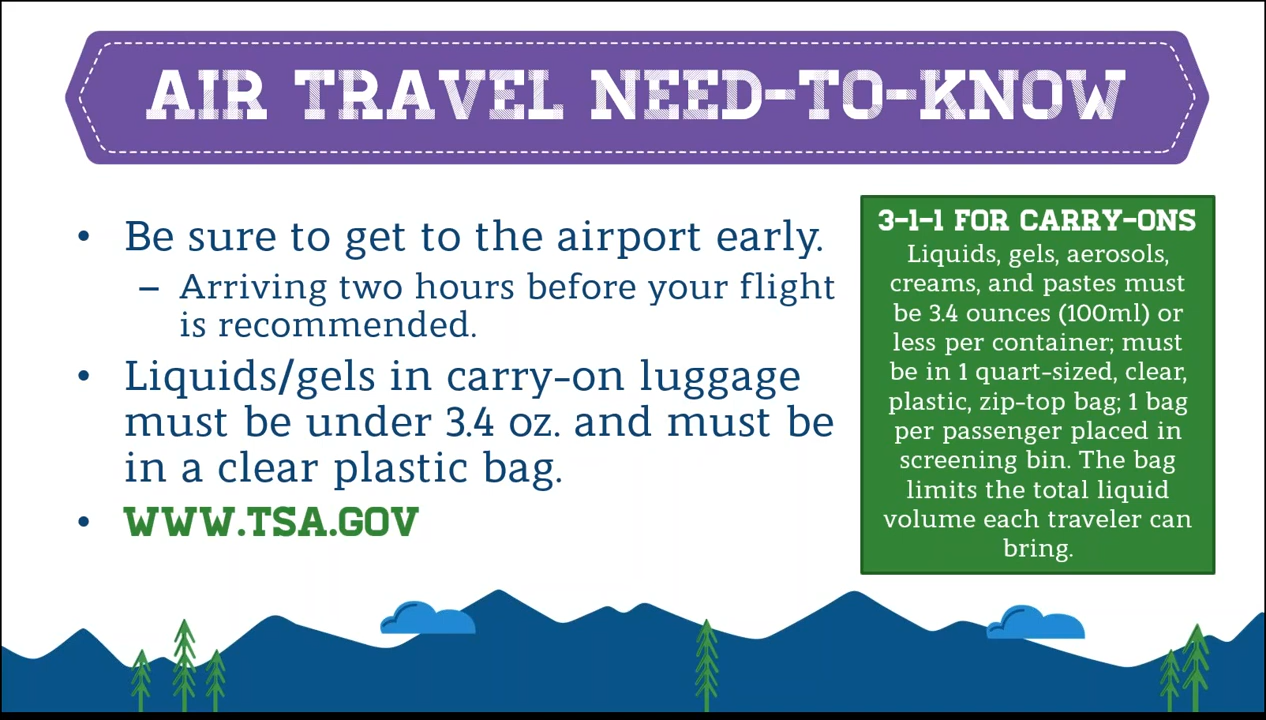 AIR TRAVEL NEED-TO-KNOW
• Be sure to get to the airport early.
– Arriving two hours before your flight
is recommended.
• Liquids/gels in carry-on luggage
must be under 3.4 oz. and must be
in a clear plastic bag.
• WWW.TSA.GOV
3-1-1 FOR CARRY-ONS
Liquids, gels, aerosols,
creams, and pastes must
be 3.4 ounces (100ml) or
less per container; must
be in 1 quart-sized, clear,
plastic, zip-top bag; 1 bag
per passenger placed in
screening bin. The bag
limits the total liquid
volume each traveler can
bring.